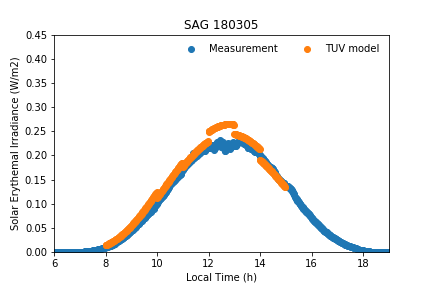 SAG 180305
Measurement
TUV model
Solar Erythemal Irradiance (W/m2)
0.45
0.40
0.35
0.30
0.25
0.20
0.15
0.10
0.05
0.00
6 8 10 12 14 16 18
Local Time (h)